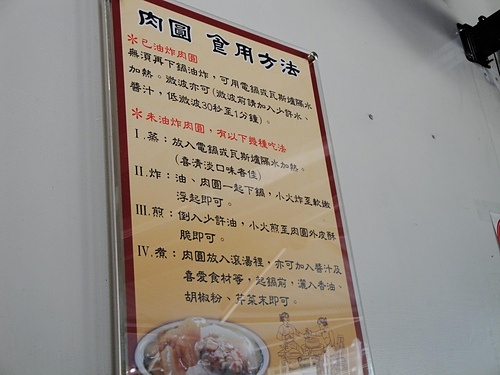 肉圓 食用方法
＊已油炸肉圓
無須再下鍋油炸，可用電鍋或瓦斯爐隔水
加熱。微波亦可(微波前請加入少許水、
醬汁，低微波30秒至1分鐘)。
＊未油炸肉圓，有以下幾種吃法
I.蒸：放入電鍋或瓦斯爐隔水加熱。
(喜清淡口味者佳)
II.炸：油、肉圓一起下鍋，小火炸至軟嫩
浮起即可。
III.煎：倒入少許油，小火煎至肉圓外皮酥
脆即可。
IV.煮：肉圓放入滾湯裡，亦可加入醬汁及
喜愛食材等，起鍋前，灑入香油、
胡椒粉、芹菜末即可。